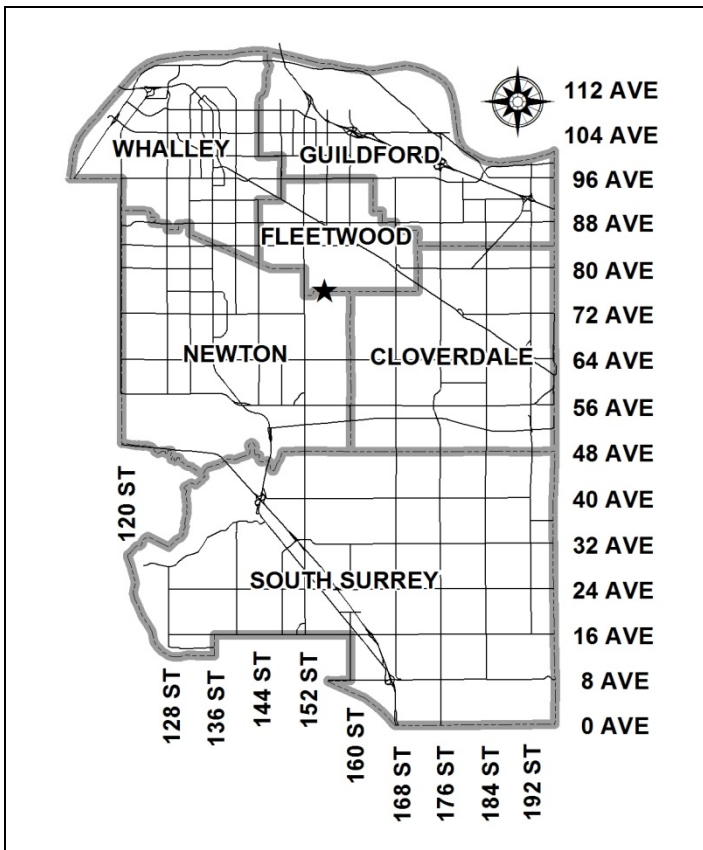 112 AVE
104 AVE
WHALLEY
GUILDFORD
96 AVE
88 AVE
FLEETWOOD
80 AVE
72 AVE
NEWTON
CLOVERDALE
64 AVE
56 AVE
48 AVE
120 ST
40 AVE
32 AVE
SOUTH SURREY
24 AVE
16 AVE
128 ST
136 ST
144 ST
152 ST
8 AVE
160 ST
0 AVE
168 ST
176 ST
184 ST
192 ST